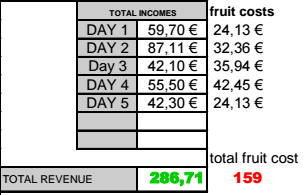 TOTAL INCOMES fruit costs
DAY 1 59,70 € 24,13 €
DAY 2 87,11 € 32,36 €
Day 3 42,10 € 35,94 €
DAY 4 55,50 € 42,45 €
DAY 5 42,30 € 24,13 €
total fruit cost
TOTAL REVENUE 286,71 159